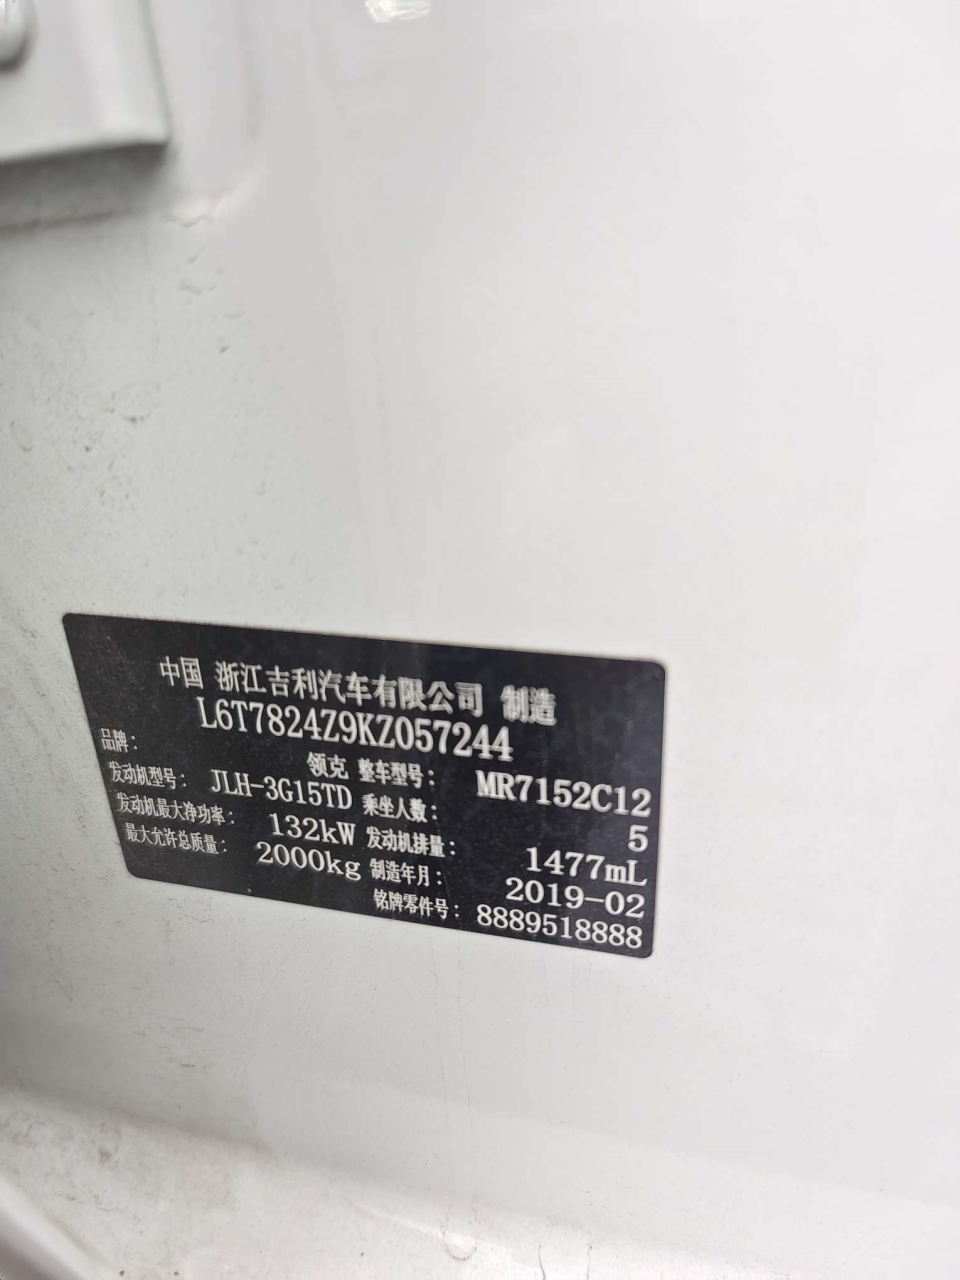 中国 浙江吉利汽车有限公司 制造
L6T7824Z9KZ057244
品牌: 领克 整车型号: MR7152C12
发动机型号: JLH-3G15TD 乘坐人数: 5
发动机最大净功率: 132kW 发动机排量: 1477mL
最大允许总质量: 2000kg 制造年月: 2019-02
铭牌零件号: 8889518888